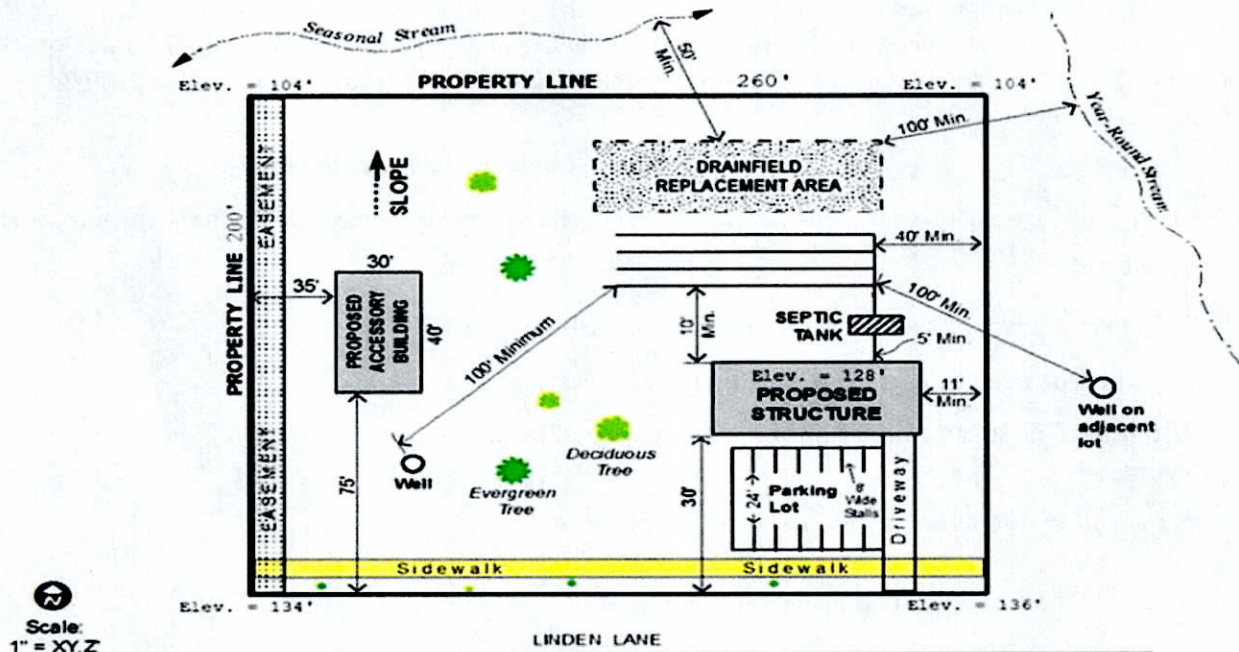 Seasonal Stream
50' Min.
Elev. = 104'
PROPERTY LINE 260'
Elev. = 104'
100' Min.
Year-Round Stream
DRAINFIELD
REPLACEMENT AREA
SLOPE
EASEMENT
PROPERTY LINE 200'
40' Min.
30'
35'
PROPOSED
ACCESSORY
BUILDING
40'
100' Minimum
10' Min.
SEPTIC
TANK
100' Min.
5' Min
Elev. = 128'
PROPOSED
STRUCTURE
11'
Min.
Well on
adjacent
lot
Deciduous
Tree
Well
Evergreen
Tree
EASEMENT
75'
30'
24'
Parking
Lot
8'
Wide
Stalls
Driveway
Sidewalk
Sidewalk
Elev. = 134'
Elev. = 136'
N
Scale:
1" = XY.Z'
LINDEN LANE